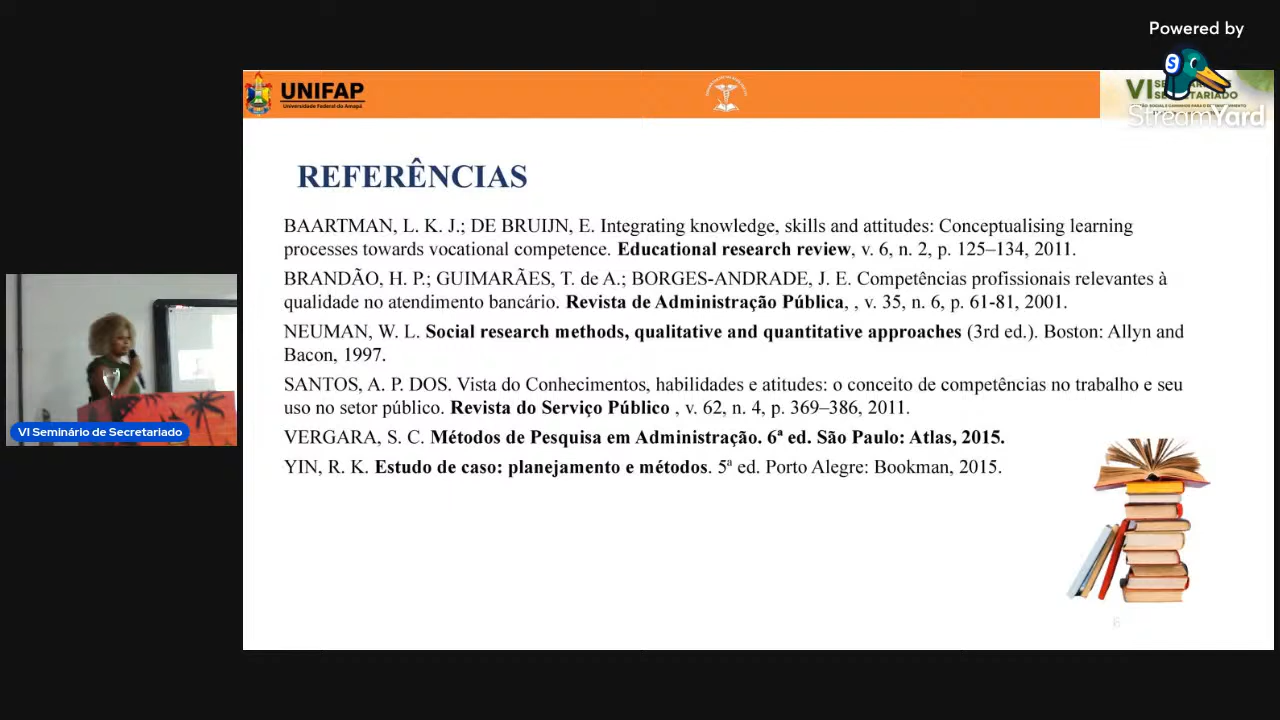 Powered by
StreamYard
UNIFAP
Universidade Federal do Amapá
VI
REFERÊNCIAS
BAARTMAN, L. K. J.; DE BRUIJN, E. Integrating knowledge, skills and attitudes: Conceptualising learning
processes towards vocational competence. Educational research review, v. 6, n. 2, p. 125–134, 2011.
BRANDÃO, H. P.; GUIMARÃES, T. de A.; BORGES-ANDRADE, J. E. Competências profissionais relevantes à
qualidade no atendimento bancário. Revista de Administração Pública, , v. 35, n. 6, p. 61-81, 2001.
NEUMAN, W. L. Social research methods, qualitative and quantitative approaches (3rd ed.). Boston: Allyn and
Bacon, 1997.
SANTOS, A. P. DOS. Vista do Conhecimentos, habilidades e atitudes: o conceito de competências no trabalho e seu
uso no setor público. Revista do Serviço Público , v. 62, n. 4, p. 369–386, 2011.
VERGARA, S. C. Métodos de Pesquisa em Administração. 6ª ed. São Paulo: Atlas, 2015.
YIN, R. K. Estudo de caso: planejamento e métodos. 5ª ed. Porto Alegre: Bookman, 2015.
VI Seminário de Secretariado